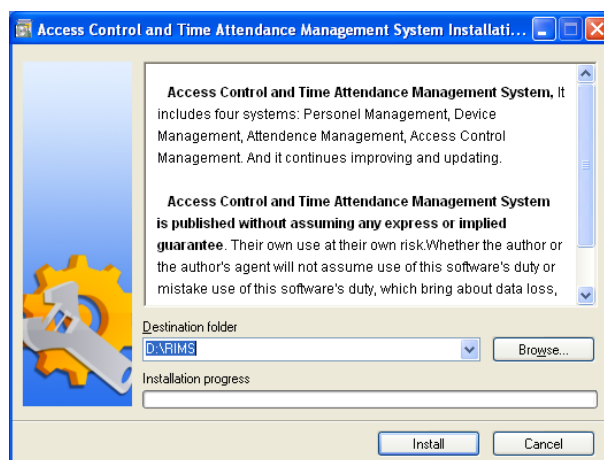 Access Control and Time Attendance Management System Installati...
Access Control and Time Attendance Management System, It
includes four systems: Personel Management, Device
Management, Attendence Management, Access Control
Management. And it continues improving and updating.
Access Control and Time Attendance Management System
is published without assuming any express or implied
guarantee. Their own use at their own risk.Whether the author or
the author's agent will not assume use of this software's duty or
mistake use of this software's duty, which bring about data loss,
Destination folder
D:\RIMS
Browse...
Installation progress
Install
Cancel